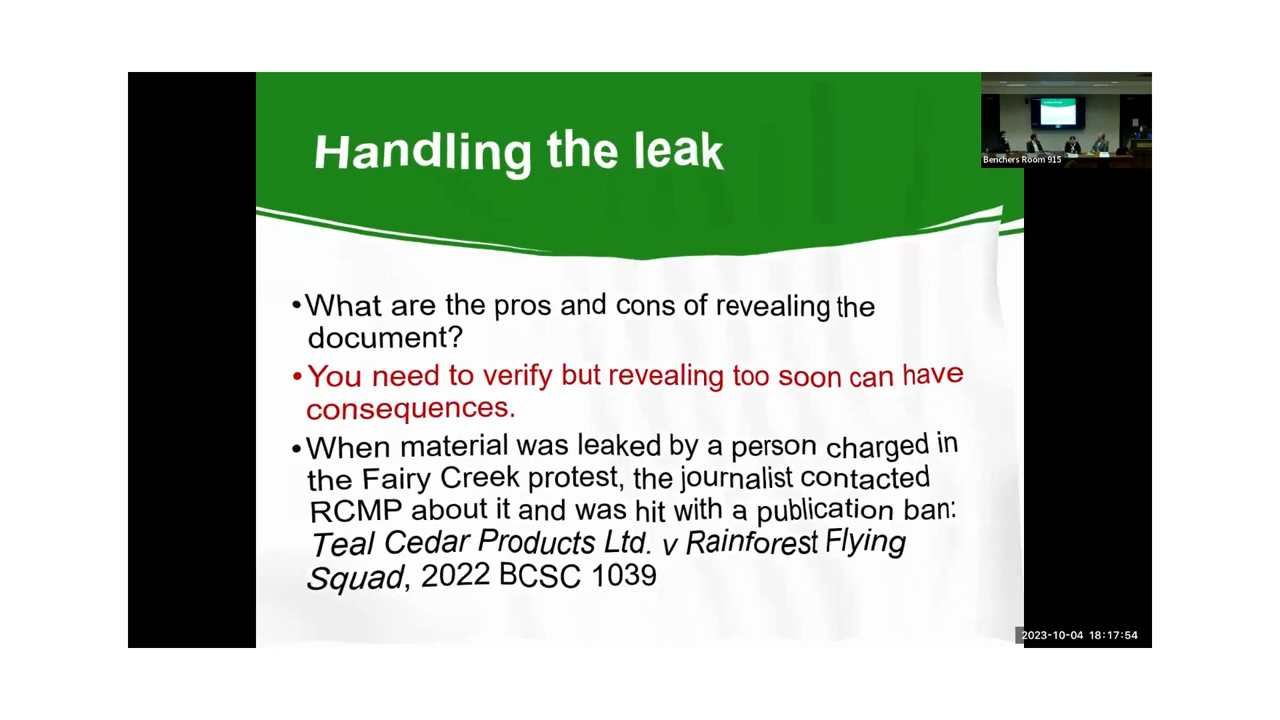 Handling the leak
Benchers Room 915
•What are the pros and cons of revealing the
document?
•You need to verify but revealing too soon can have
consequences.
•When material was leaked by a person charged in
the Fairy Creek protest, the journalist contacted
RCMP about it and was hit with a publication ban:
Teal Cedar Products Ltd. v Rainforest Flying
Squad, 2022 BCSC 1039
2023-10-04 18:17:54